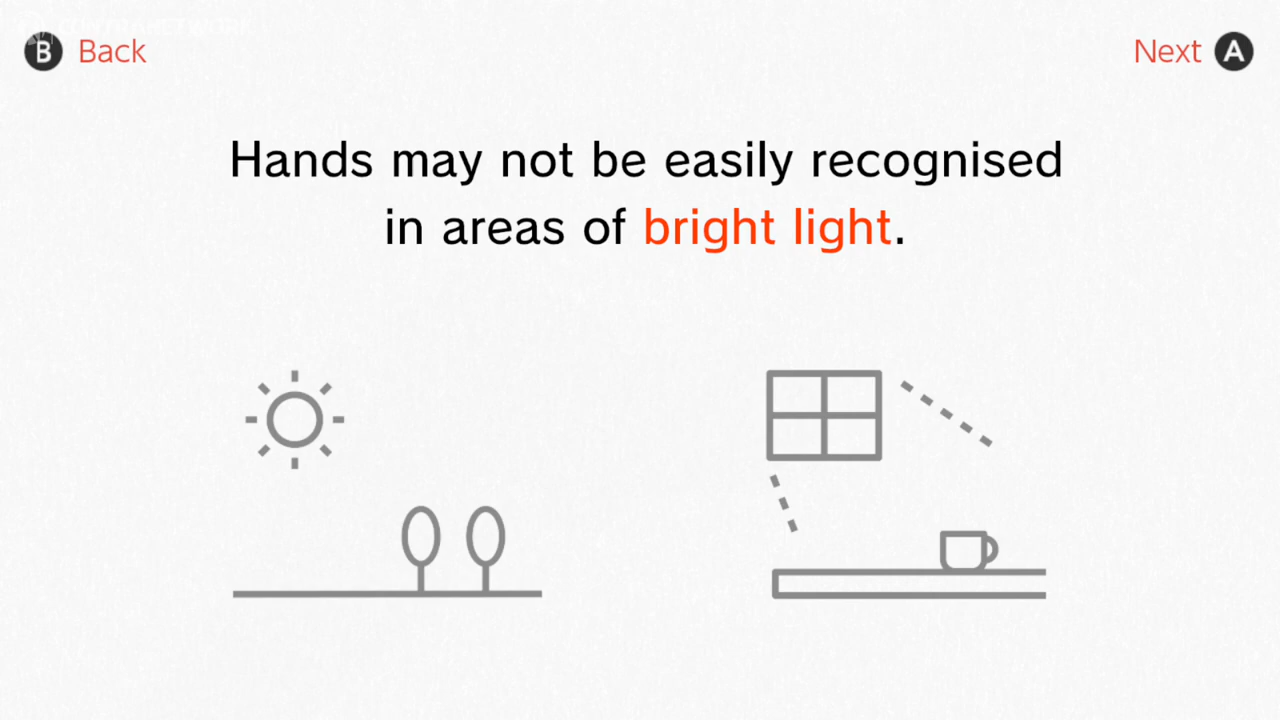 B Back
Next A
Hands may not be easily recognised
in areas of bright light.